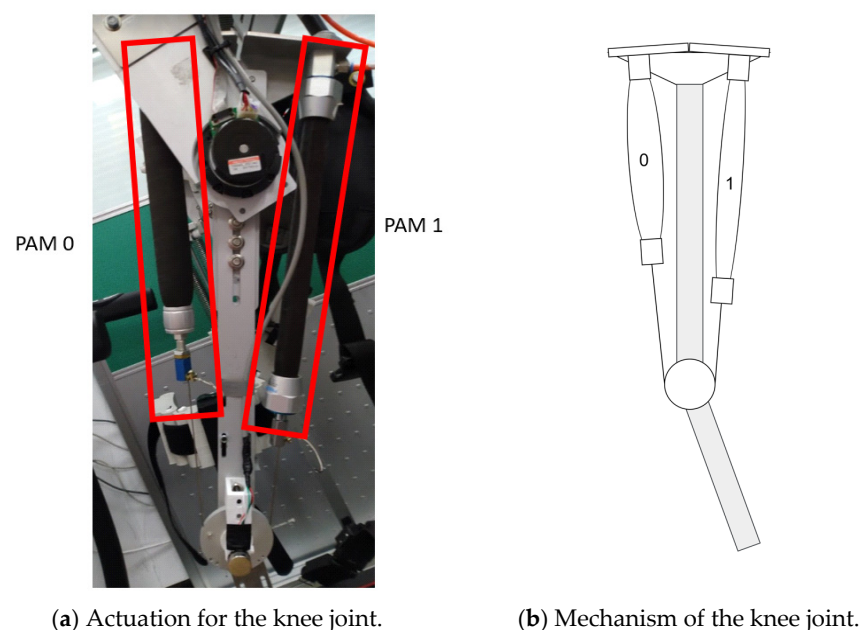 PAM 0
PAM 1
0
1
(a) Actuation for the knee joint.
(b) Mechanism of the knee joint.